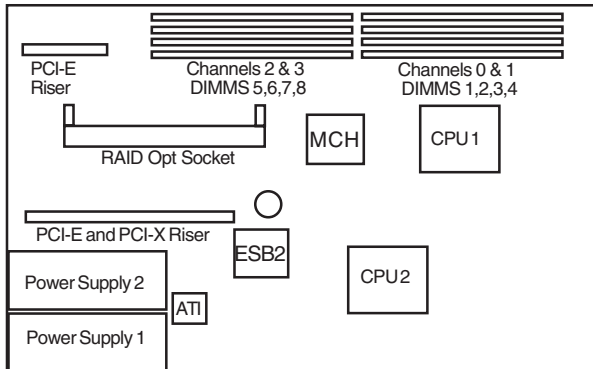 PCI-E
Riser
Channels 2 & 3
DIMMS 5,6,7,8
Channels 0 & 1
DIMMS 1,2,3,4
RAID Opt Socket
MCH
CPU1
PCI-E and PCI-X Riser
ESB2
CPU2
Power Supply 2
ATI
Power Supply 1